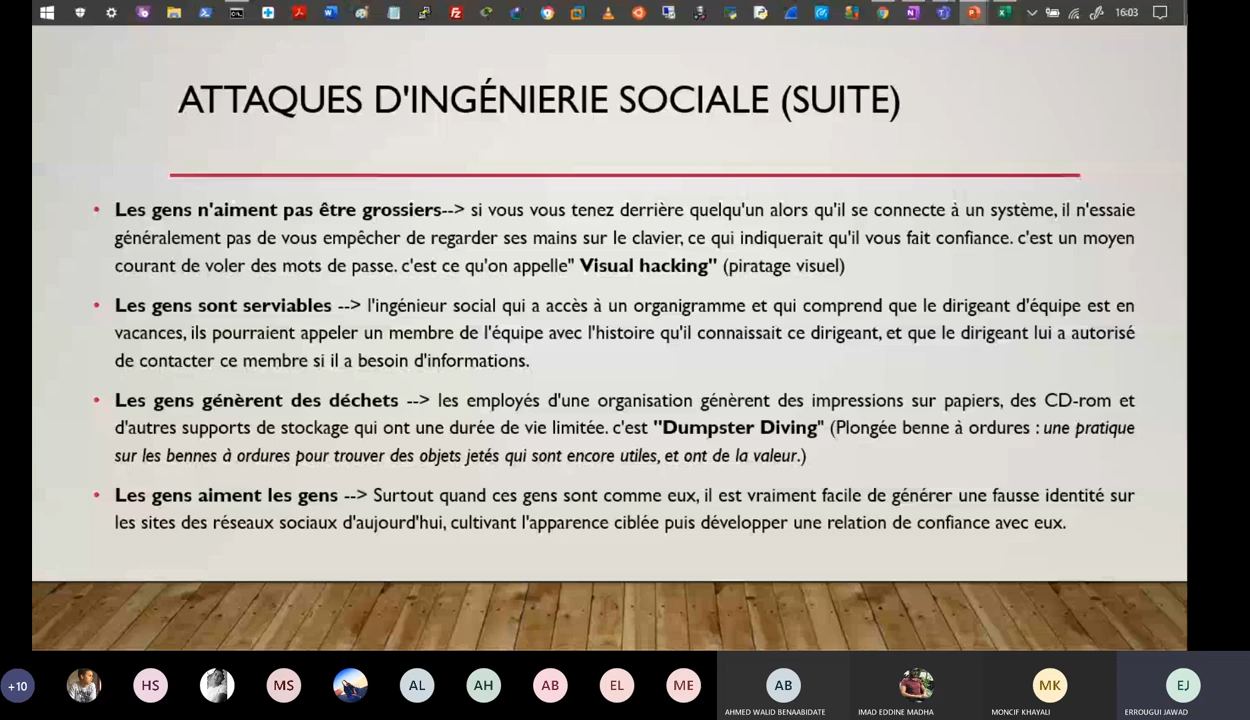 16:03
ATTAQUES D'INGÉNIERIE SOCIALE (SUITE)
• Les gens n'aiment pas être grossiers--> si vous vous tenez derrière quelqu'un alors qu'il se connecte à un système, il n'essaie
généralement pas de vous empêcher de regarder ses mains sur le clavier, ce qui indiquerait qu'il vous fait confiance. c'est un moyen
courant de voler des mots de passe. c'est ce qu'on appelle" Visual hacking" (piratage visuel)
• Les gens sont serviables --> l'ingénieur social qui a accès à un organigramme et qui comprend que le dirigeant d'équipe est en
vacances, ils pourraient appeler un membre de l'équipe avec l'histoire qu'il connaissait ce dirigeant, et que le dirigeant lui a autorisé
de contacter ce membre si il a besoin d'informations.
• Les gens génèrent des déchets --> les employés d'une organisation génèrent des impressions sur papiers, des CD-rom et
d'autres supports de stockage qui ont une durée de vie limitée. c'est "Dumpster Diving" (Plongée benne à ordures : une pratique
sur les bennes à ordures pour trouver des objets jetés qui sont encore utiles, et ont de la valeur.)
• Les gens aiment les gens --> Surtout quand ces gens sont comme eux, il est vraiment facile de générer une fausse identité sur
les sites des réseaux sociaux d'aujourd'hui, cultivant l'apparence ciblée puis développer une relation de confiance avec eux.
+10 HS MS AL AH AB EL ME AB MK EJ
AHMED WALID BENAABIDATE IMAD EDDINE MADHA MONCIF KHAYALI ERROUGUI JAWAD